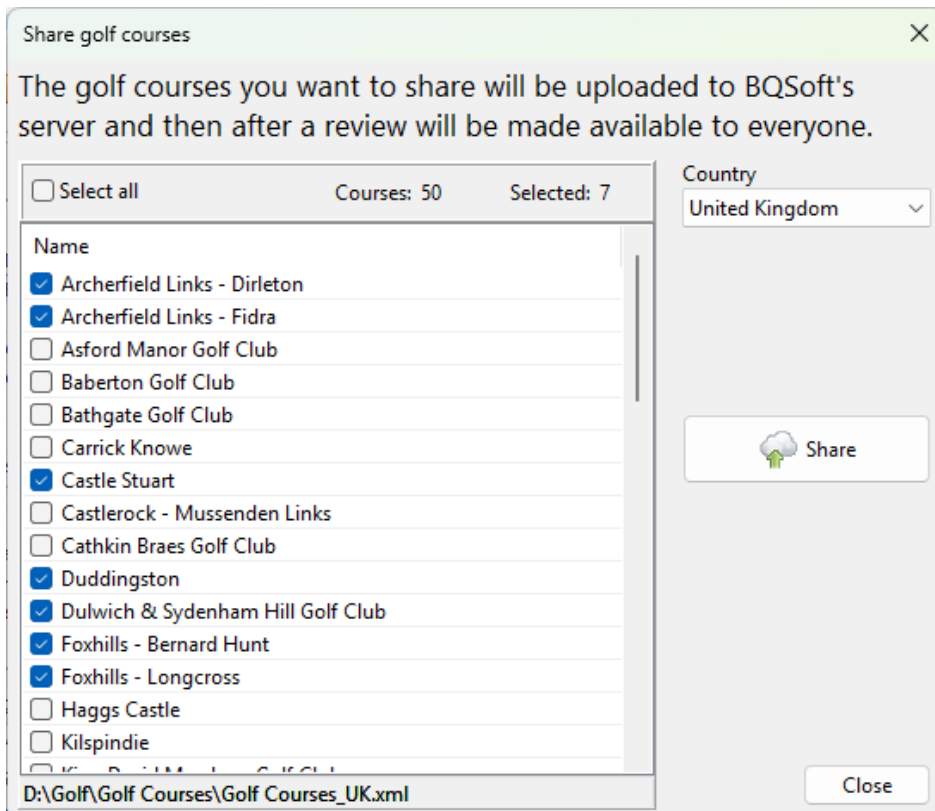 Share golf courses
The golf courses you want to share will be uploaded to BQSoft's
server and then after a review will be made available to everyone.
Select all Courses: 50 Selected: 7
Country
United Kingdom
Name
Archerfield Links - Dirleton
Archerfield Links - Fidra
Asford Manor Golf Club
Baberton Golf Club
Bathgate Golf Club
Carrick Knowe
Castle Stuart
Castlerock - Mussenden Links
Cathkin Braes Golf Club
Duddingston
Dulwich & Sydenham Hill Golf Club
Foxhills - Bernard Hunt
Foxhills - Longcross
Haggs Castle
Kilspindie
Share
D:\Golf\Golf Courses\Golf Courses_UK.xml
Close